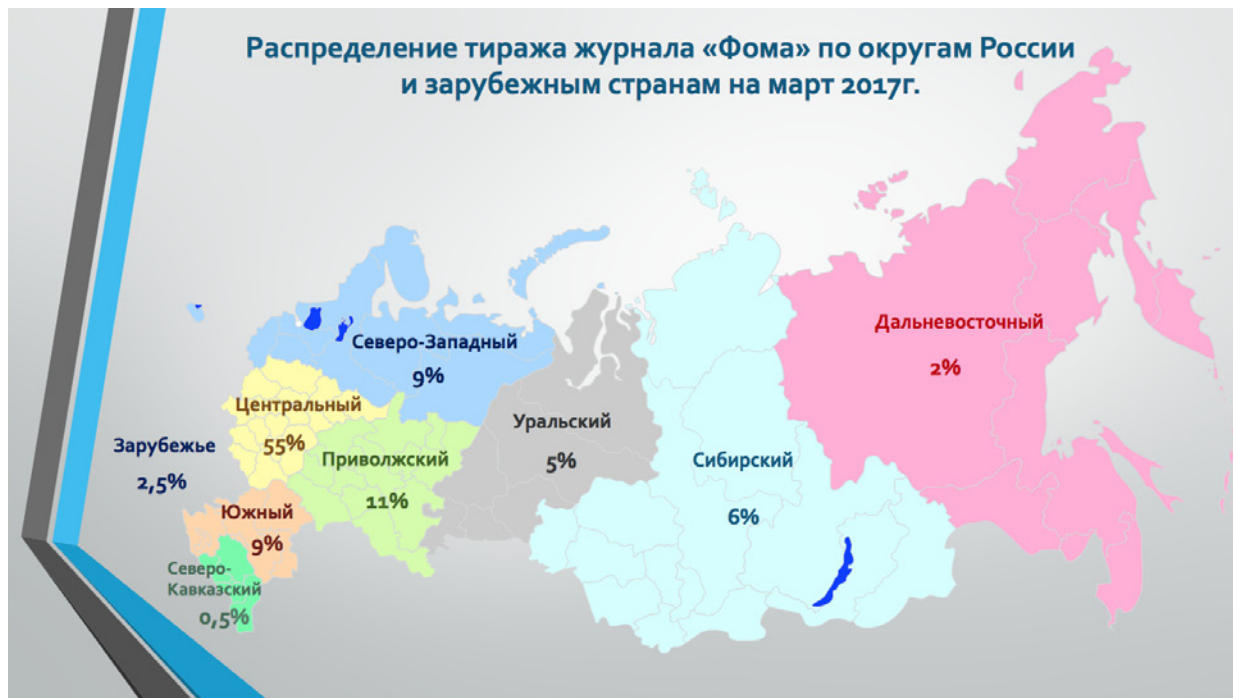 Распределение тиража журнала «Фома» по округам России
и зарубежным странам на март 2017г.
Северо-Западный
9%
Центральный
55%
Зарубежье
2,5%
Приволжский
11%
Южный
9%
Северо-
Кавказский
0,5%
Уральский
5%
Сибирский
6%
Дальневосточный
2%